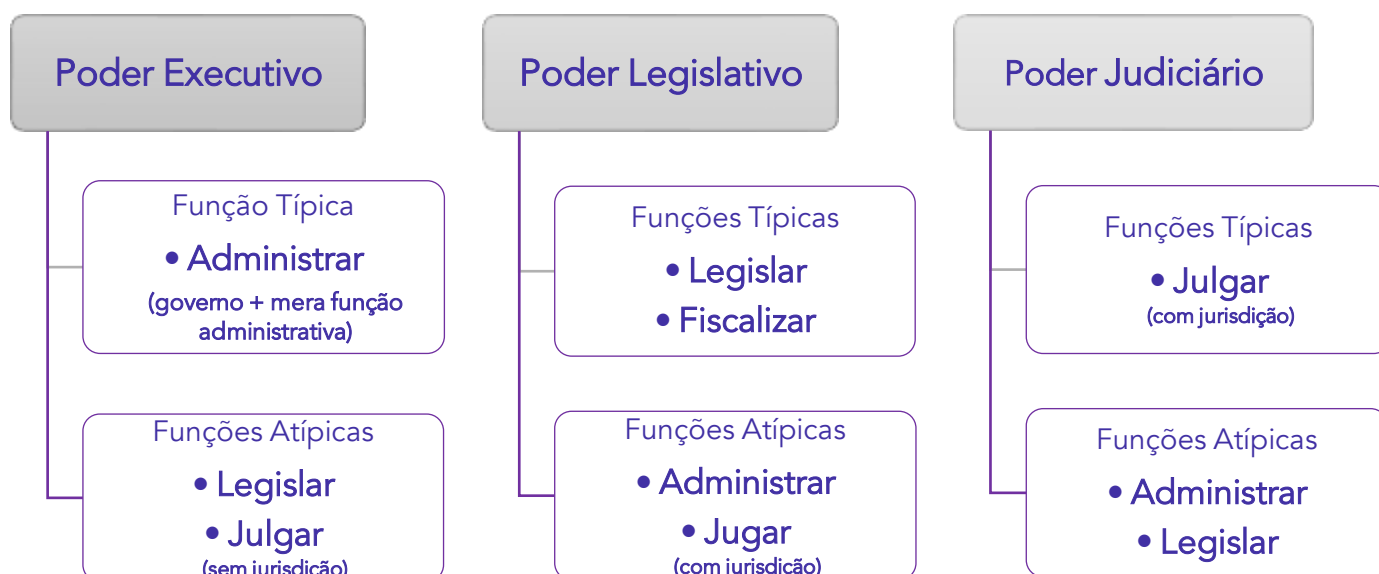 Poder Executivo
Função Típica
• Administrar
(governo + mera função
administrativa)
Funções Atípicas
• Legislar
• Julgar
(sem jurisdição)
Poder Legislativo
Funções Típicas
• Legislar
• Fiscalizar
Funções Atípicas
• Administrar
• Jugar
(com jurisdição)
Poder Judiciário
Funções Típicas
• Julgar
(com jurisdição)
Funções Atípicas
• Administrar
• Legislar